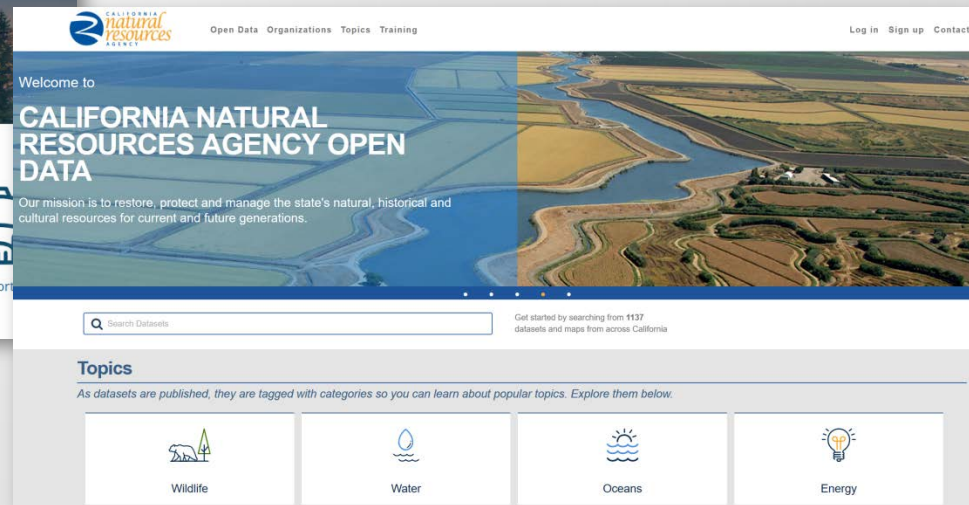 CALIFORNIA
natural
resources
AGENCY
Open Data Organizations Topics Training
Log in Sign up Contact
Welcome to
CALIFORNIA NATURAL
RESOURCES AGENCY OPEN
DATA
Our mission is to restore, protect and manage the state's natural, historical and
cultural resources for current and future generations.
Search Datasets
Get started by searching from 1137
datasets and maps from across California
Topics
As datasets are published, they are tagged with categories so you can learn about popular topics. Explore them below.
Wildlife
Water
Oceans
Energy